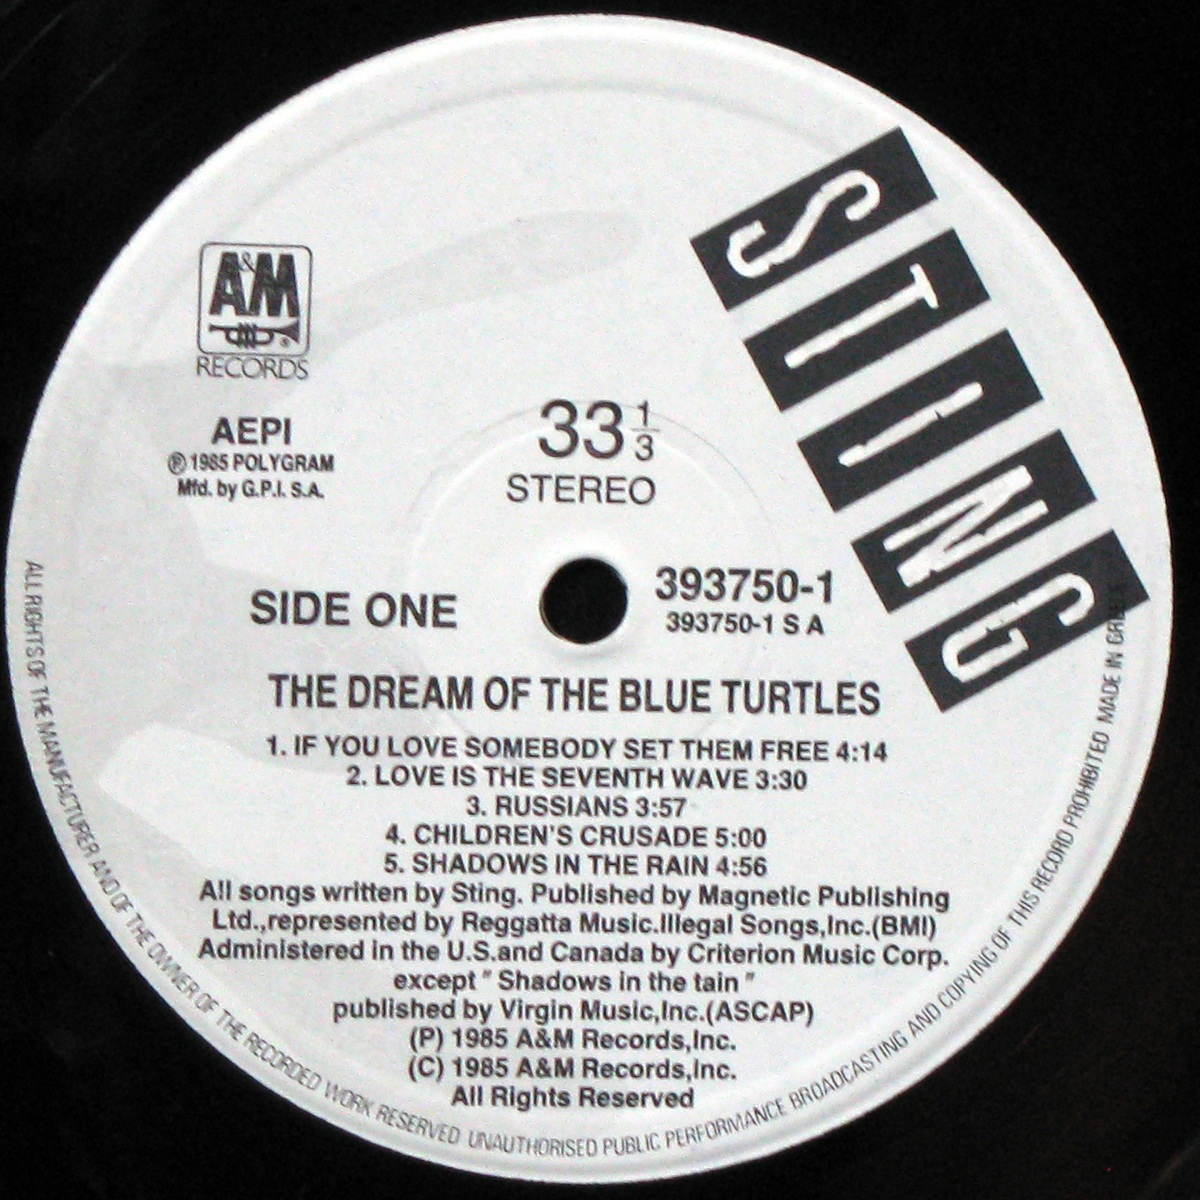 STING
A&M
RECORDS
AEPI
℗ 1985 POLYGRAM
Mfd. by G.P.I. S.A.
33 1/3
STEREO
SIDE ONE
393750-1
393750-1 S A
THE DREAM OF THE BLUE TURTLES
1. IF YOU LOVE SOMEBODY SET THEM FREE 4:14
2. LOVE IS THE SEVENTH WAVE 3:30
3. RUSSIANS 3:57
4. CHILDREN'S CRUSADE 5:00
5. SHADOWS IN THE RAIN 4:56
All songs written by Sting. Published by Magnetic Publishing
Ltd.,represented by Reggatta Music.Illegal Songs,Inc.(BMI)
Administered in the U.S.and Canada by Criterion Music Corp.
except " Shadows in the tain "
published by Virgin Music,Inc.(ASCAP)
(P) 1985 A&M Records,Inc.
(C) 1985 A&M Records,Inc.
All Rights Reserved
ALL RIGHTS OF THE MANUFACTURER AND OF THE OWNER OF THE RECORDED WORK RESERVED UNAUTHORISED PUBLIC PERFORMANCE BROADCASTING AND COPYING OF THIS RECORD PROHIBITED MADE IN